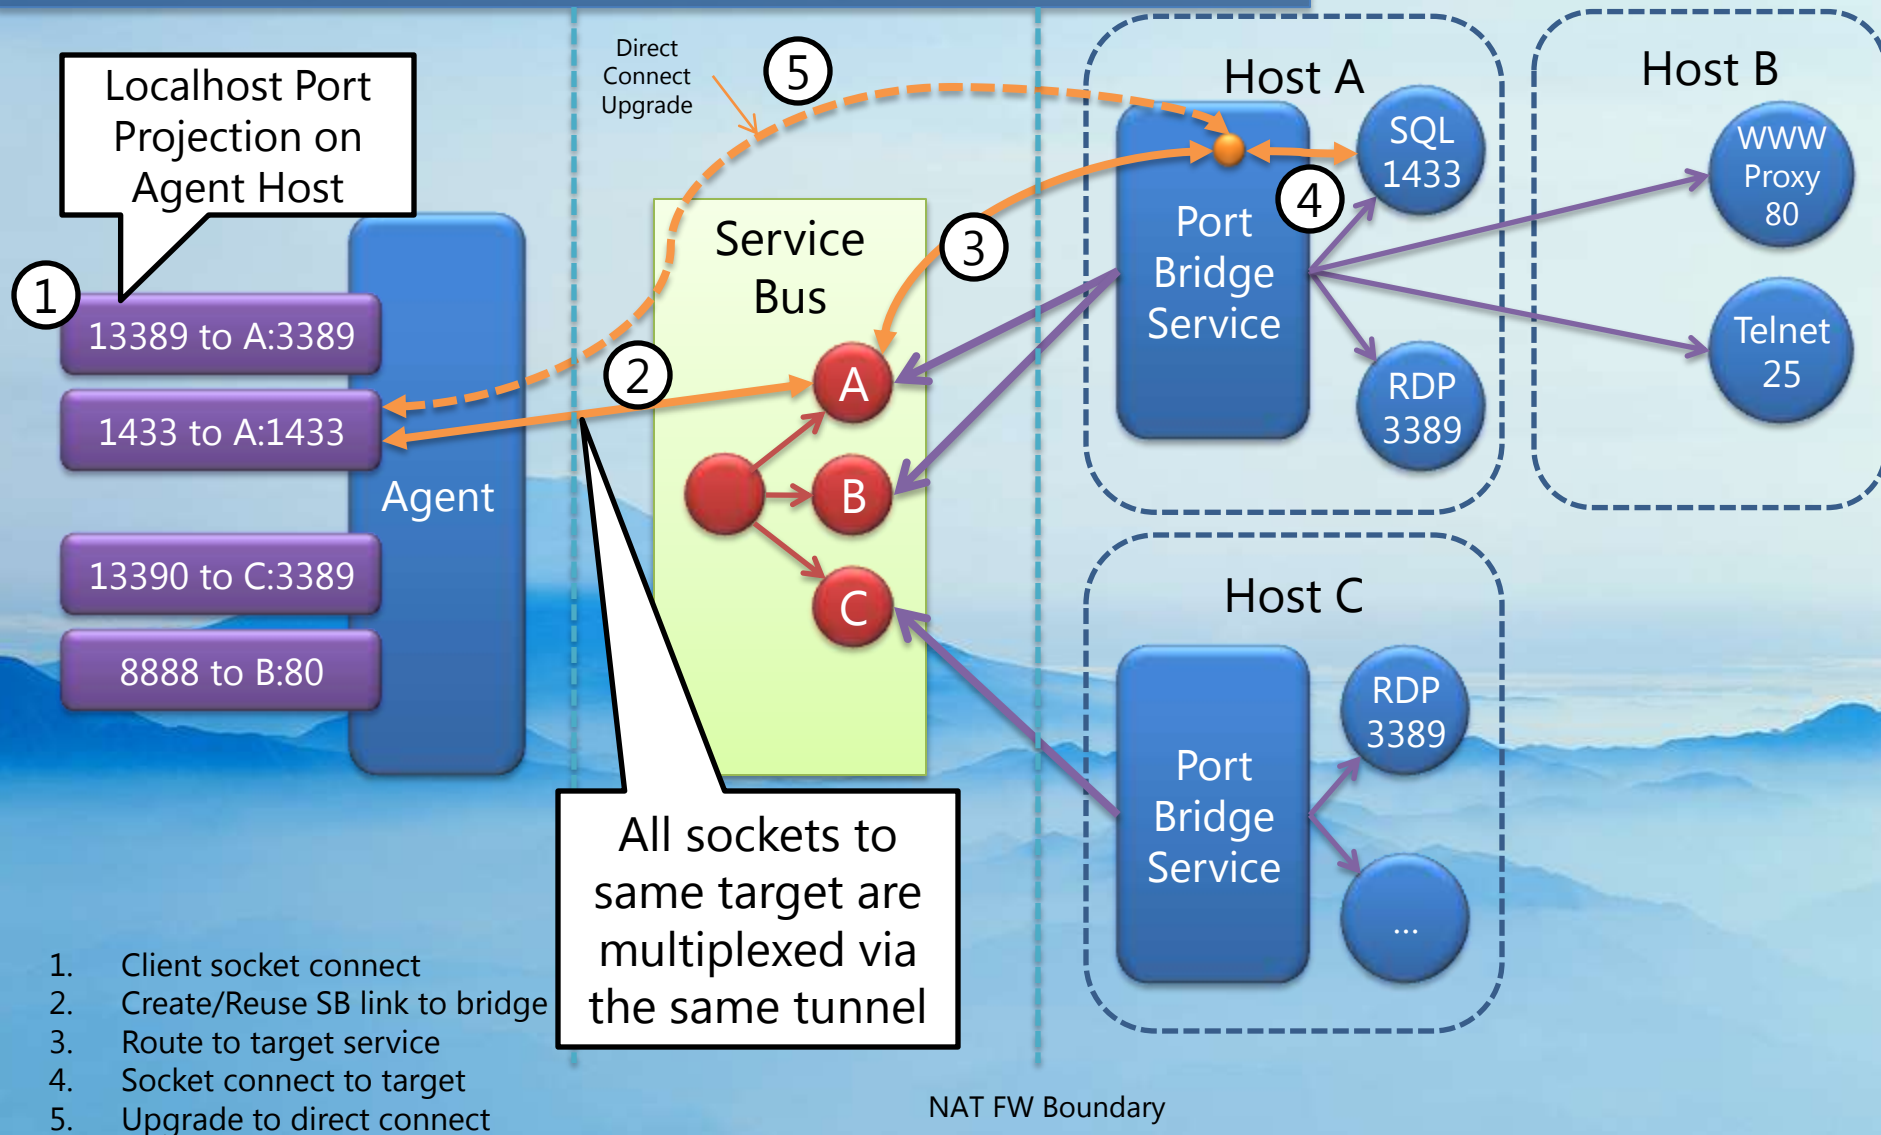 Localhost Port
Projection on
Agent Host
1
13389 to A:3389
1433 to A:1433
13390 to C:3389
8888 to B:80
Agent
Direct
Connect
Upgrade
5
2
3
4
Service
Bus
A
B
C
All sockets to
same target are
multiplexed via
the same tunnel
Host A
Port
Bridge
Service
SQL
1433
RDP
3389
Host B
WWW
Proxy
80
Telnet
25
Host C
Port
Bridge
Service
RDP
3389
...
1. Client socket connect
2. Create/Reuse SB link to bridge
3. Route to target service
4. Socket connect to target
5. Upgrade to direct connect
NAT FW Boundary